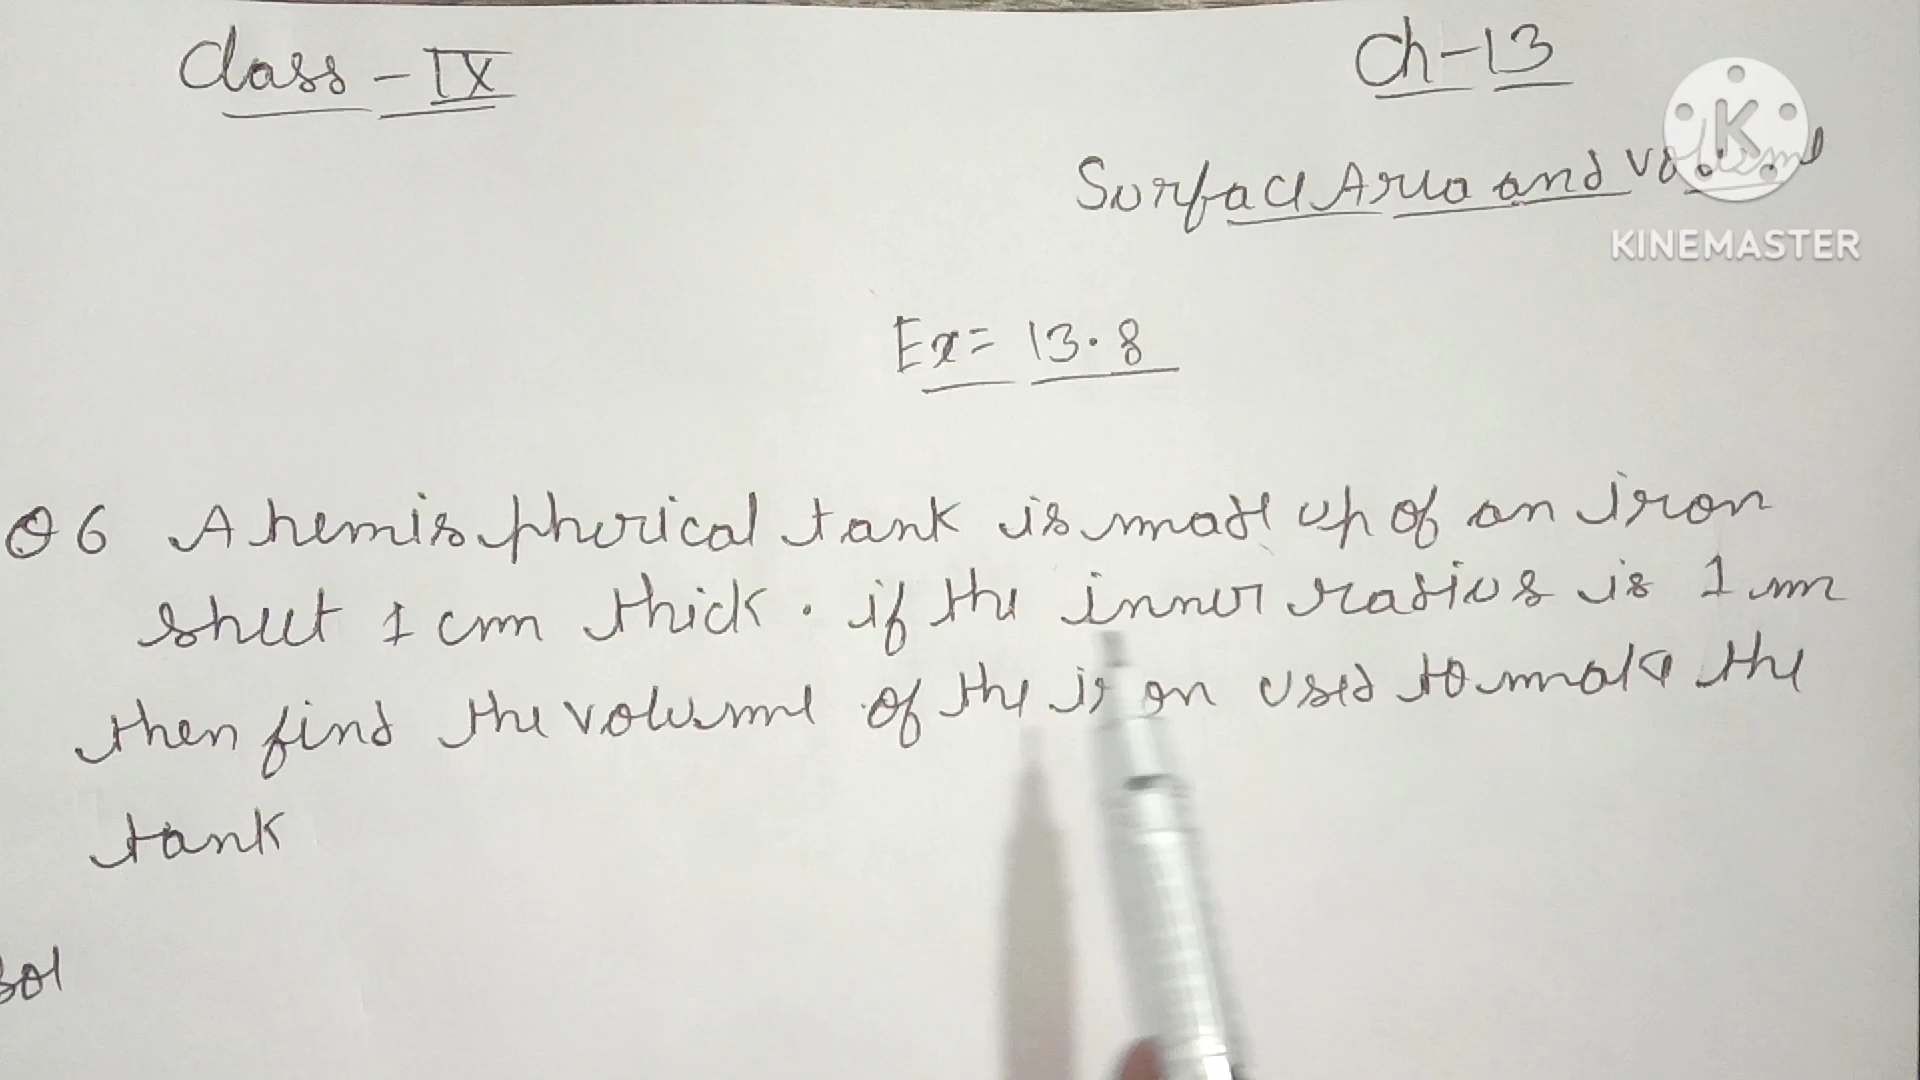 Class - IX
Ch-13
Surface Area and Volume
KINEMASTER
Ex = 13.8
Q6 A hemispherical tank is made up of an iron
sheet 1 cm thick. if the inner radius is 1 m
then find the volume of the iron used to make the
tank
Sol